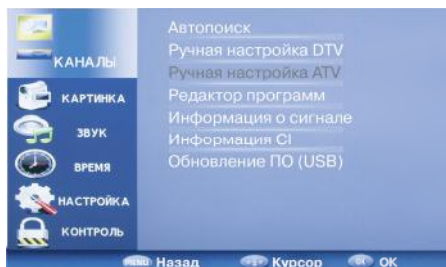 КАНАЛЫ
КАРТИНКА
ЗВУК
ВРЕМЯ
НАСТРОЙКА
КОНТРОЛЬ
Автопоиск
Ручная настройка DTV
Ручная настройка ATV
Редактор программ
Информация о сигнале
Информация CI
Обновление ПО (USB)
MENU Назад Курсор OK OK